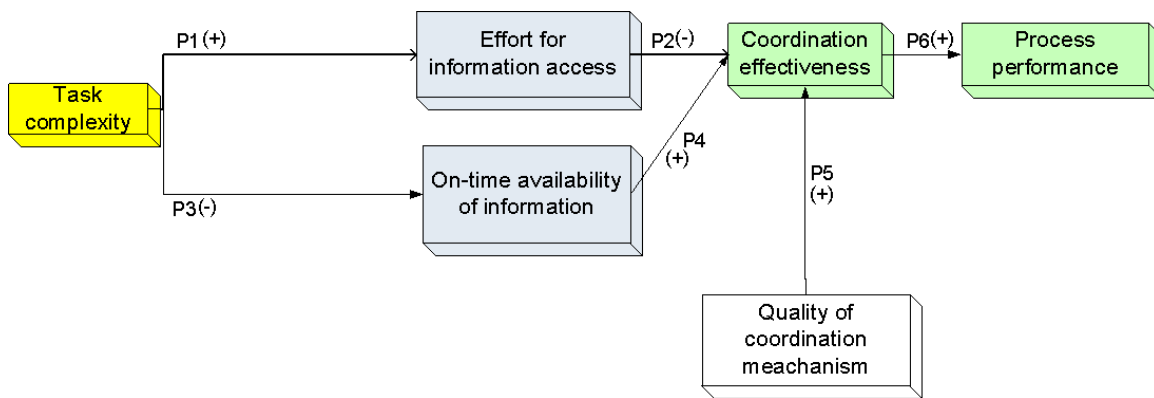 P1(+)
Effort for
information access
P2(-)
Coordination
effectiveness
P6(+)
Process
performance
Task
complexity
P3(-)
On-time availability
of information
P4
(+)
P5
(+)
Quality of
coordination
meachanism